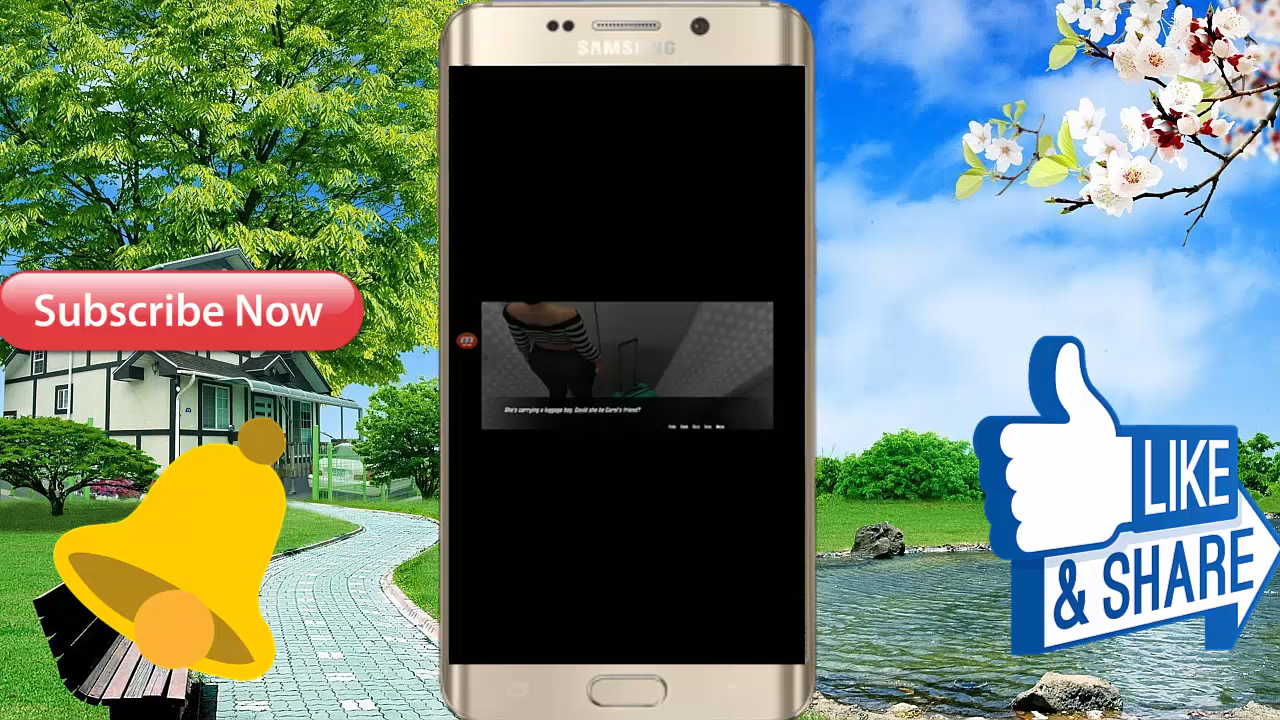 SAMSUNG
Subscribe Now
m
She's carrying a luggage bag. Could she be Carol's friend?
LIKE
& SHARE